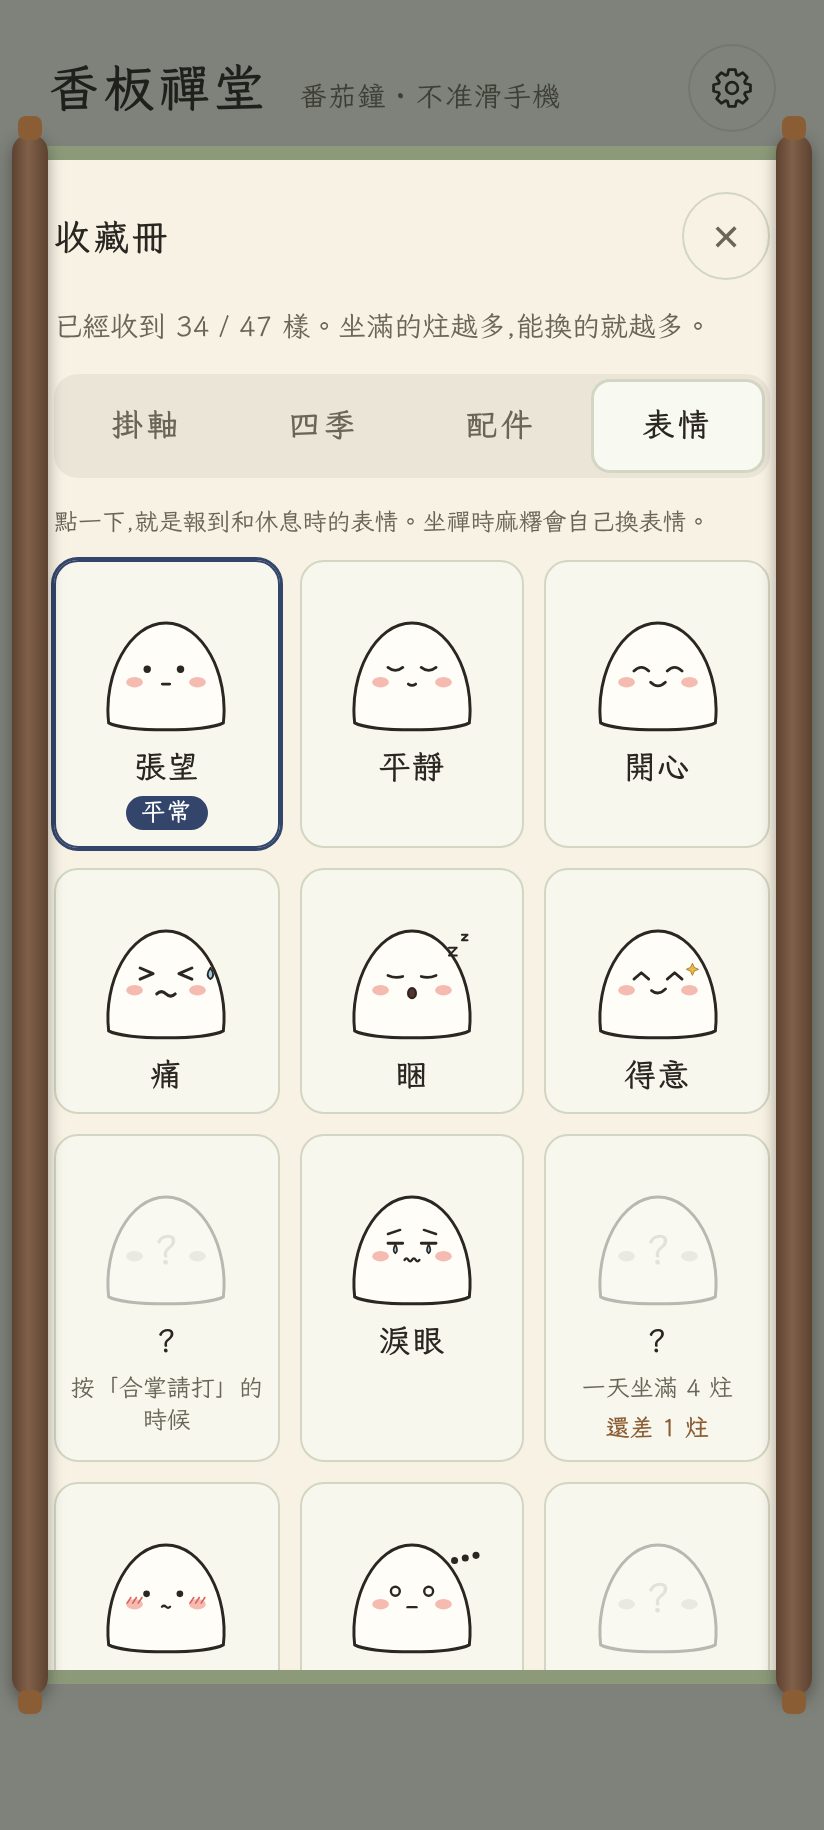 香板禪堂 番茄鐘・不准滑手機
收藏冊
已經收到 34 / 47 樣。坐滿的炷越多,能換的就越多。
掛軸 四季 配件 表情
點一下,就是報到和休息時的表情。坐禪時麻糬會自己換表情。
張望 平靜 開心
平常
z
z
痛 睏 得意
? ?
? 淚眼 ?
按「合掌請打」的 一天坐滿 4 炷
時候 還差 1 炷
?